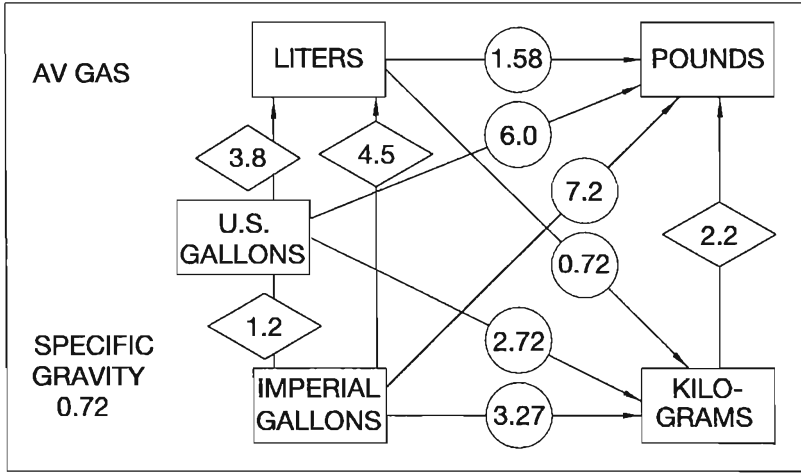 AV GAS
LITERS
1.58
POUNDS
3.8
4.5
6.0
7.2
U.S.
GALLONS
2.2
0.72
1.2
2.72
SPECIFIC
GRAVITY
0.72
IMPERIAL
GALLONS
3.27
KILO-
GRAMS